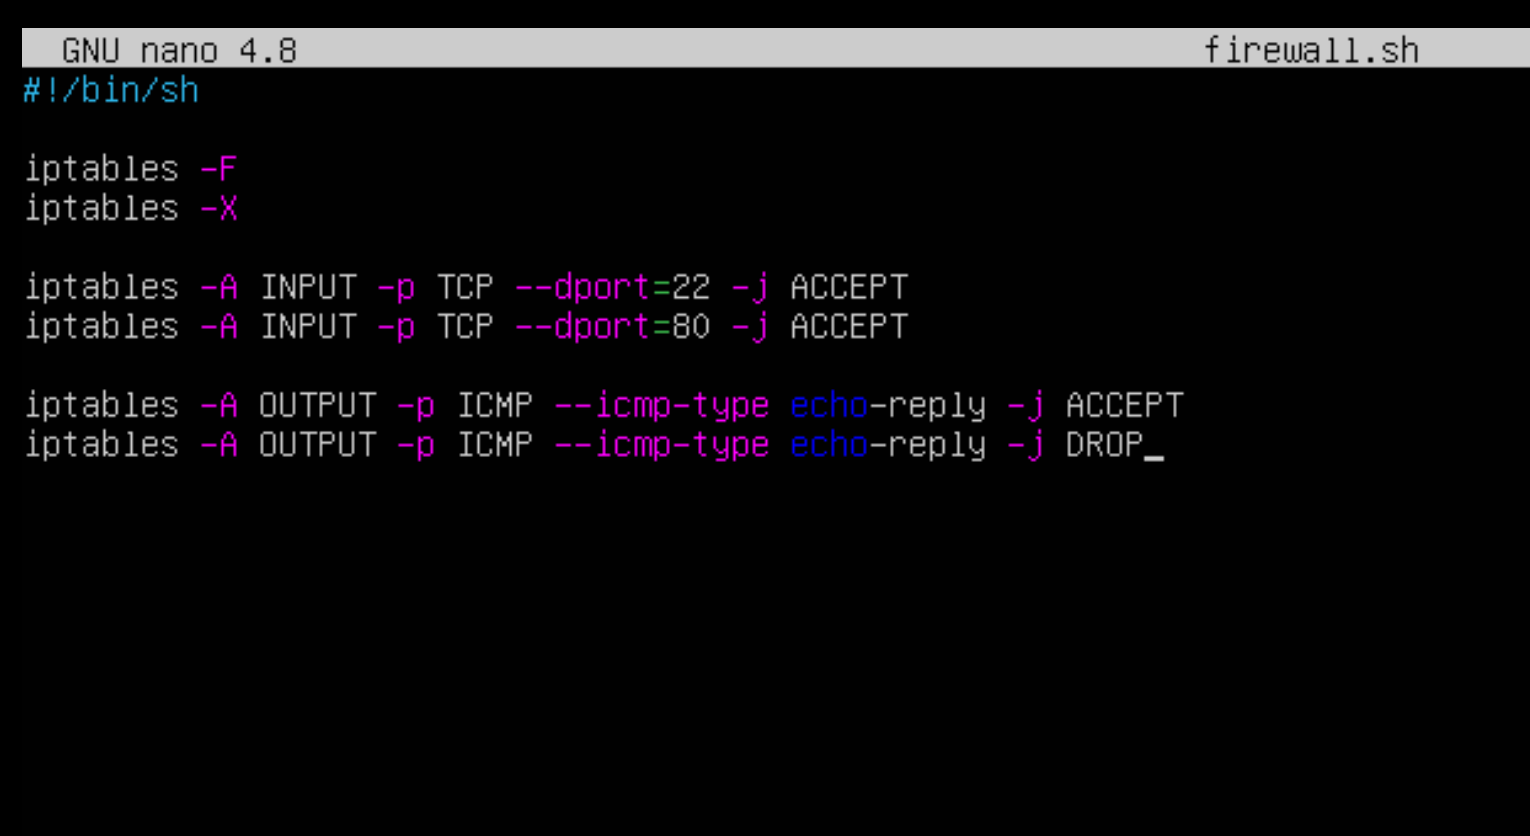 GNU nano 4.8 firewall.sh
#!/bin/sh
iptables -F
iptables -X
iptables -A INPUT -p TCP --dport=22 -j ACCEPT
iptables -A INPUT -p TCP --dport=80 -j ACCEPT
iptables -A OUTPUT -p ICMP --icmp-type echo-reply -j ACCEPT
iptables -A OUTPUT -p ICMP --icmp-type echo-reply -j DROP